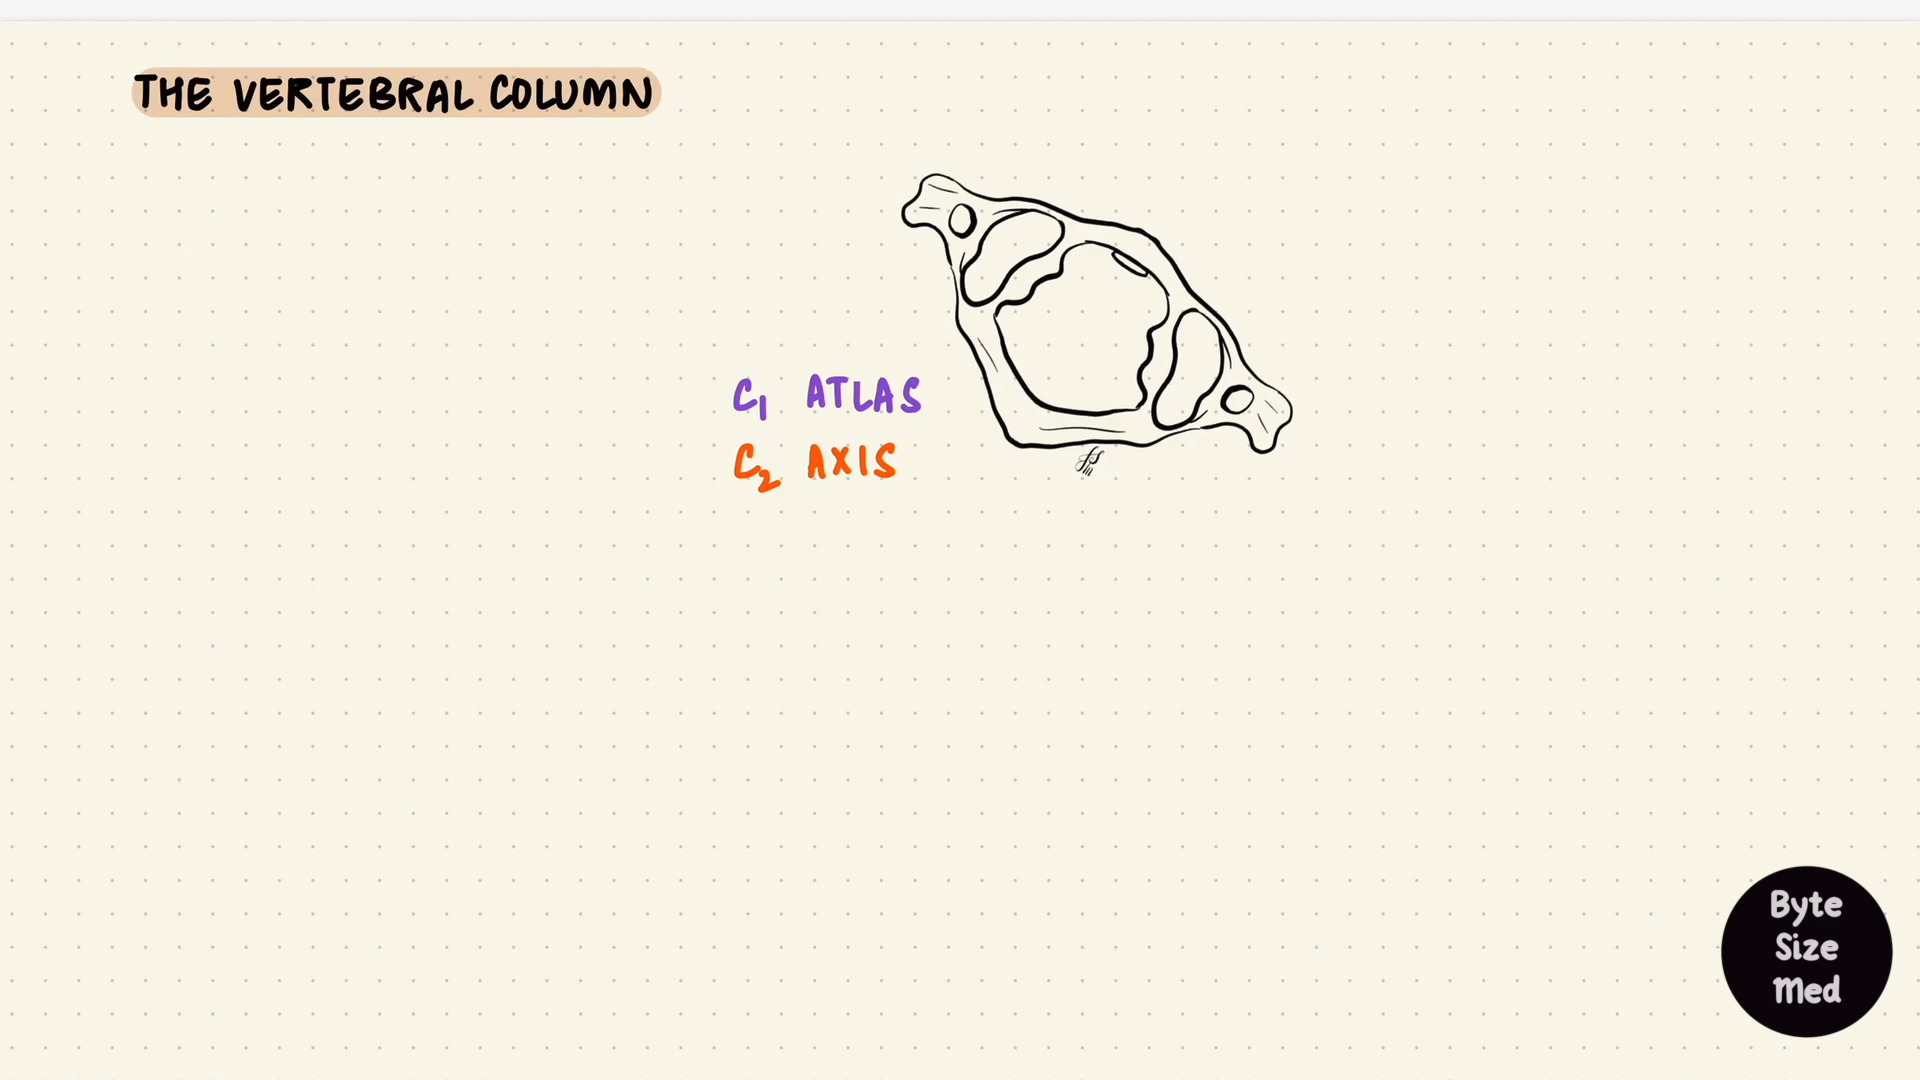 THE VERTEBRAL COLUMN
C1 ATLAS
C2 AXIS
Byte
Size
Med